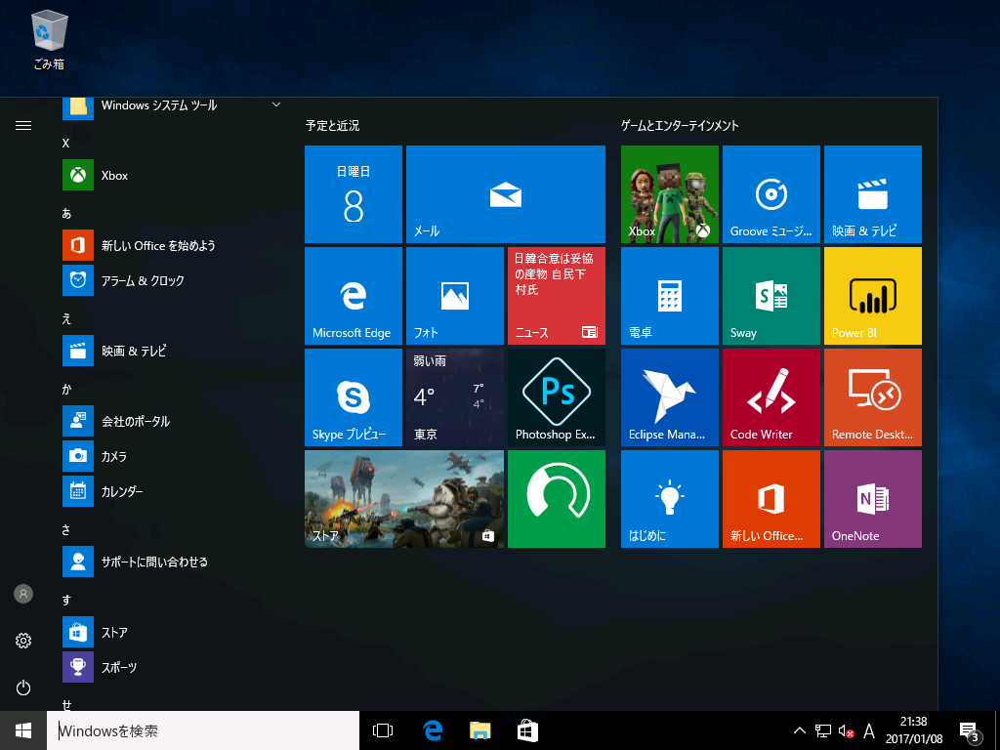 ごみ箱
Windows システム ツール
X
Xbox
あ
新しい Office を始めよう
アラーム & クロック
え
映画 & テレビ
か
会社のポータル
カメラ
カレンダー
さ
サポートに問い合わせる
す
ストア
スポーツ
せ
予定と近況
日曜日
8
メール
Microsoft Edge
フォト
日韓合意は妥協
の産物 自民下
村氏
ニュース
Skype プレビュー
弱い雨
4°
7°
4°
東京
Ps
Photoshop Ex...
ストア
ゲームとエンターテインメント
Xbox
Groove ミュージ...
映画 & テレビ
電卓
Sway
Power BI
Eclipse Mana...
Code Writer
Remote Deskt...
はじめに
新しい Office...
OneNote
Windowsを検索
A
21:38
2017/01/08
3